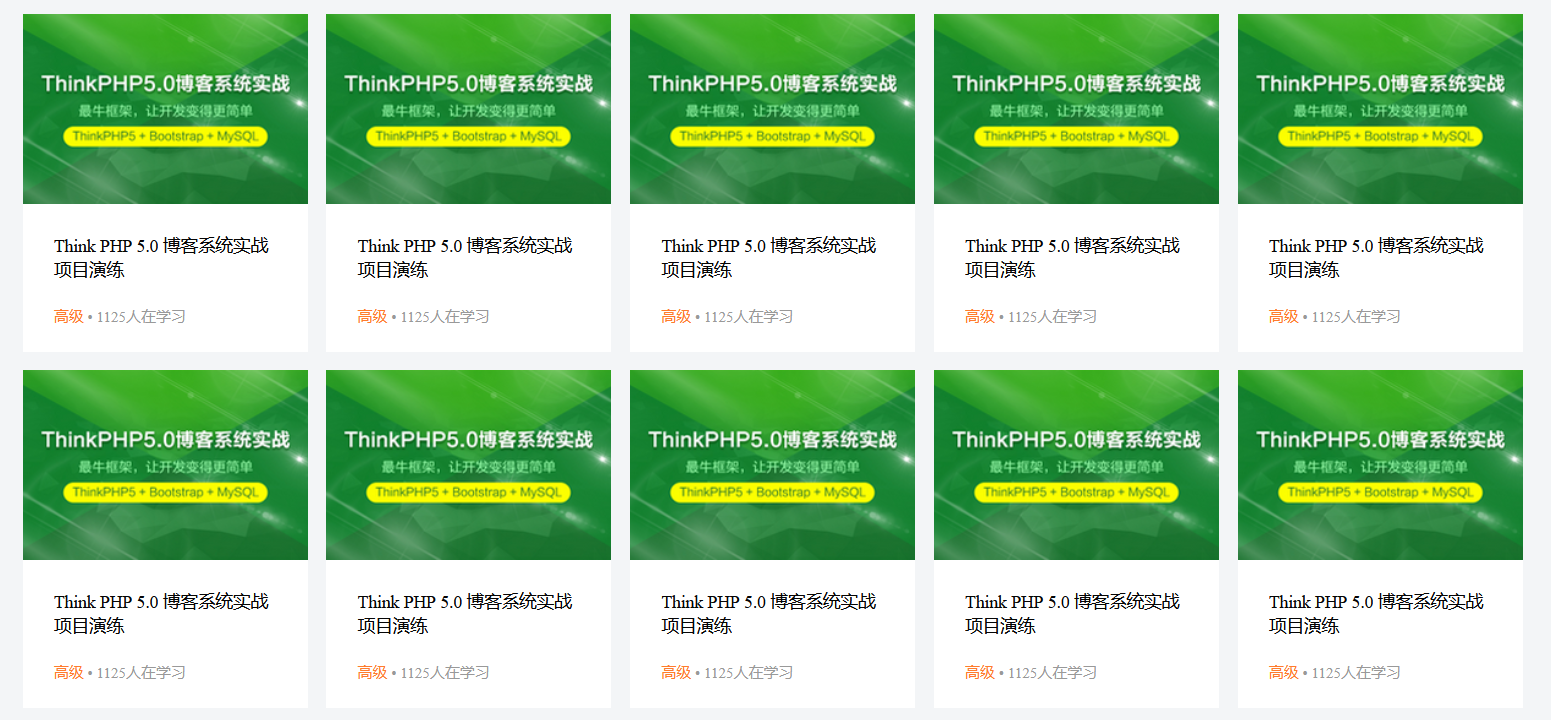 ThinkPHP5.0博客系统实战
最牛框架，让开发变得更简单
ThinkPHP5 + Bootstrap + MySQL
Think PHP 5.0 博客系统实战
项目演练
高级 • 1125人在学习
ThinkPHP5.0博客系统实战
最牛框架，让开发变得更简单
ThinkPHP5 + Bootstrap + MySQL
Think PHP 5.0 博客系统实战
项目演练
高级 • 1125人在学习
ThinkPHP5.0博客系统实战
最牛框架，让开发变得更简单
ThinkPHP5 + Bootstrap + MySQL
Think PHP 5.0 博客系统实战
项目演练
高级 • 1125人在学习
ThinkPHP5.0博客系统实战
最牛框架，让开发变得更简单
ThinkPHP5 + Bootstrap + MySQL
Think PHP 5.0 博客系统实战
项目演练
高级 • 1125人在学习
ThinkPHP5.0博客系统实战
最牛框架，让开发变得更简单
ThinkPHP5 + Bootstrap + MySQL
Think PHP 5.0 博客系统实战
项目演练
高级 • 1125人在学习
ThinkPHP5.0博客系统实战
最牛框架，让开发变得更简单
ThinkPHP5 + Bootstrap + MySQL
Think PHP 5.0 博客系统实战
项目演练
高级 • 1125人在学习
ThinkPHP5.0博客系统实战
最牛框架，让开发变得更简单
ThinkPHP5 + Bootstrap + MySQL
Think PHP 5.0 博客系统实战
项目演练
高级 • 1125人在学习
ThinkPHP5.0博客系统实战
最牛框架，让开发变得更简单
ThinkPHP5 + Bootstrap + MySQL
Think PHP 5.0 博客系统实战
项目演练
高级 • 1125人在学习
ThinkPHP5.0博客系统实战
最牛框架，让开发变得更简单
ThinkPHP5 + Bootstrap + MySQL
Think PHP 5.0 博客系统实战
项目演练
高级 • 1125人在学习
ThinkPHP5.0博客系统实战
最牛框架，让开发变得更简单
ThinkPHP5 + Bootstrap + MySQL
Think PHP 5.0 博客系统实战
项目演练
高级 • 1125人在学习